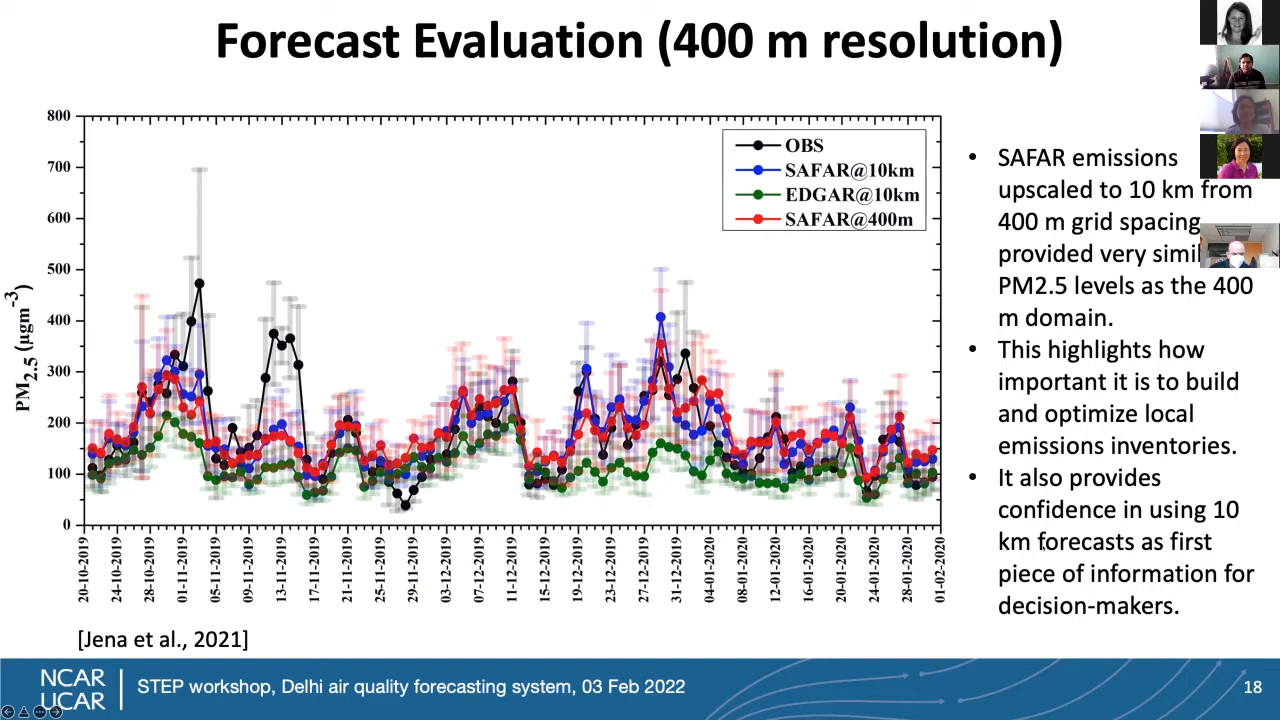 Forecast Evaluation (400 m resolution)
800
700
600
500
400
300
200
100
0
PM2.5 (µgm-3)
OBS
SAFAR@10km
EDGAR@10km
SAFAR@400m
20-10-2019
24-10-2019
28-10-2019
01-11-2019
05-11-2019
09-11-2019
13-11-2019
17-11-2019
21-11-2019
25-11-2019
29-11-2019
03-12-2019
07-12-2019
11-12-2019
15-12-2019
19-12-2019
23-12-2019
27-12-2019
31-12-2019
04-01-2020
08-01-2020
12-01-2020
16-01-2020
20-01-2020
24-01-2020
28-01-2020
01-02-2020
• SAFAR emissions
upscaled to 10 km from
400 m grid spacing
provided very simil
PM2.5 levels as the 400
m domain.
• This highlights how
important it is to build
and optimize local
emissions inventories.
• It also provides
confidence in using 10
km forecasts as first
piece of information for
decision-makers.
[Jena et al., 2021]
NCAR
UCAR
STEP workshop, Delhi air quality forecasting system, 03 Feb 2022
18